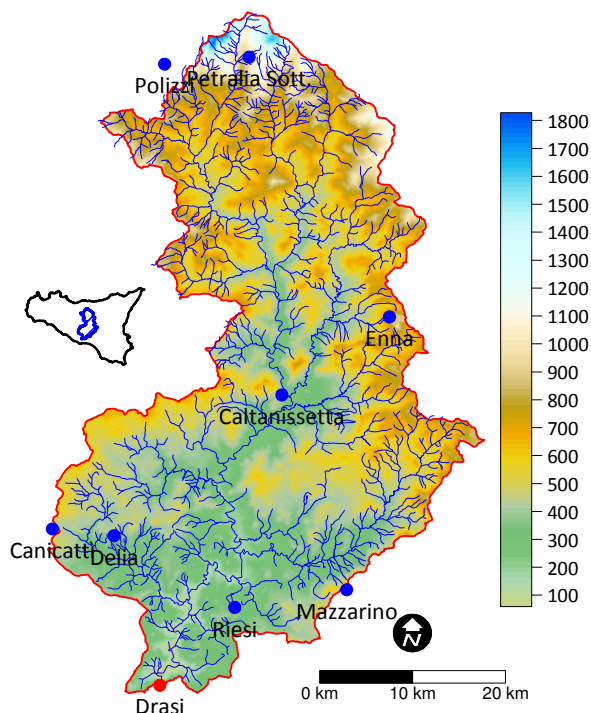 Polizzi
Petralia Sott.
1800
1700
1600
1500
1400
1300
1200
1100
1000
900
800
700
600
500
400
300
200
100
Enna
Caltanissetta
Canicattì
Delia
Mazzarino
Riesi
N
0 km
10 km
20 km
Drasi